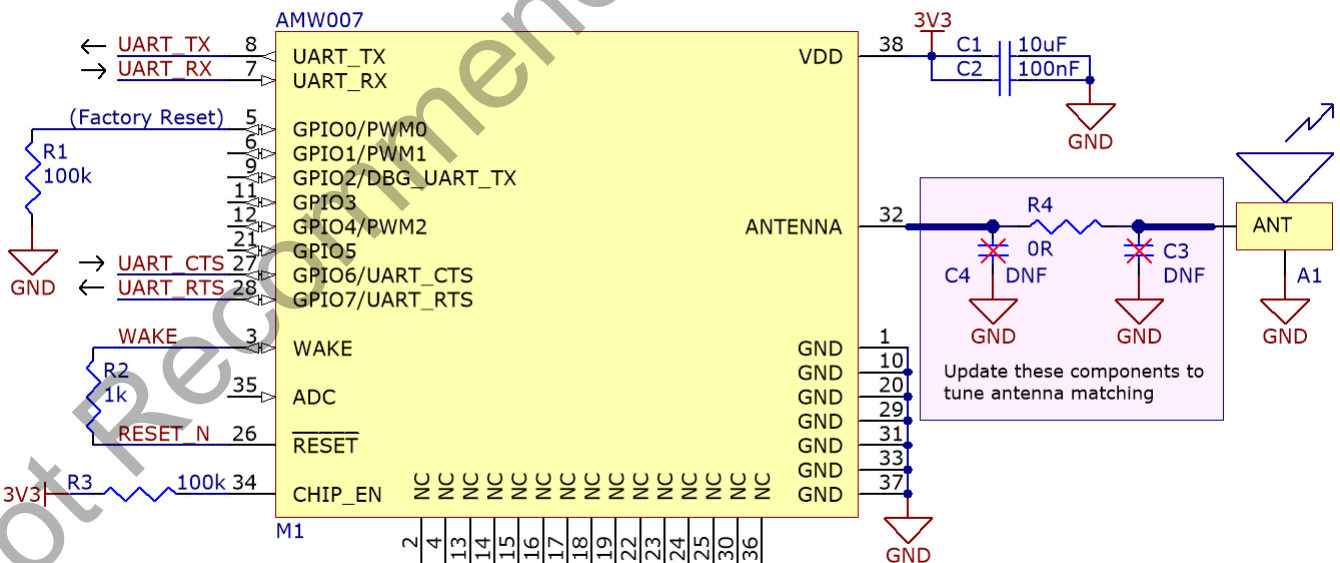 AMW007
UART_TX 8 UART_TX
UART_RX 7 UART_RX
(Factory Reset) 5 GPIO0/PWM0
6 GPIO1/PWM1
9 GPIO2/DBG_UART_TX
11 GPIO3
12 GPIO4/PWM2
21 GPIO5
UART_CTS 27 GPIO6/UART_CTS
UART_RTS 28 GPIO7/UART_RTS
R1
100k
GND
WAKE 3 WAKE
R2
1k
35 ADC
RESET_N 26 RESET
3V3 R3 100k 34 CHIP_EN
M1
NC NC NC NC NC NC NC NC NC NC NC NC NC NC NC
2 4 13 14 15 16 17 18 19 22 23 24 25 30 36
VDD 38
3V3
C1 10uF
C2 100nF
GND
ANTENNA 32
R4
0R
C4 DNF
GND
C3
DNF
GND
Update these components to
tune antenna matching
ANT
A1
GND
GND 1
GND 10
GND 20
GND 29
GND 31
GND 33
GND 37
GND
ot Recommen